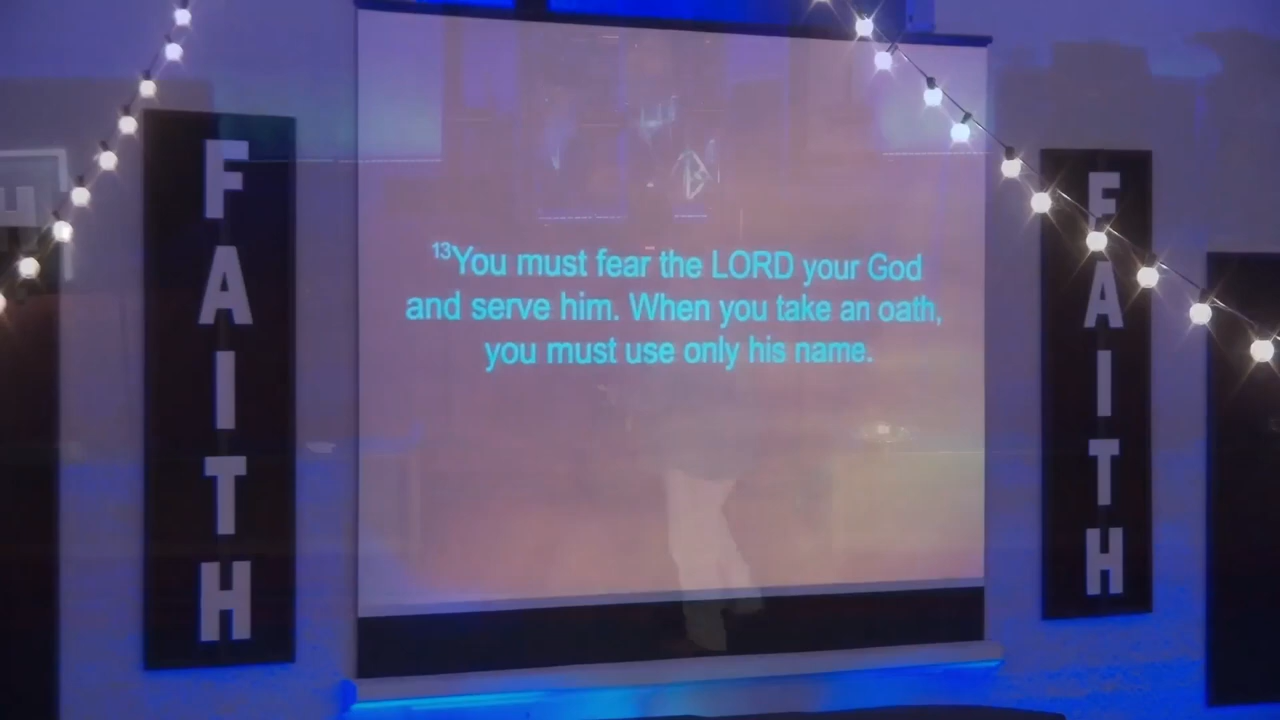 FAITH
¹³You must fear the LORD your God
and serve him. When you take an oath,
you must use only his name.
FAITH